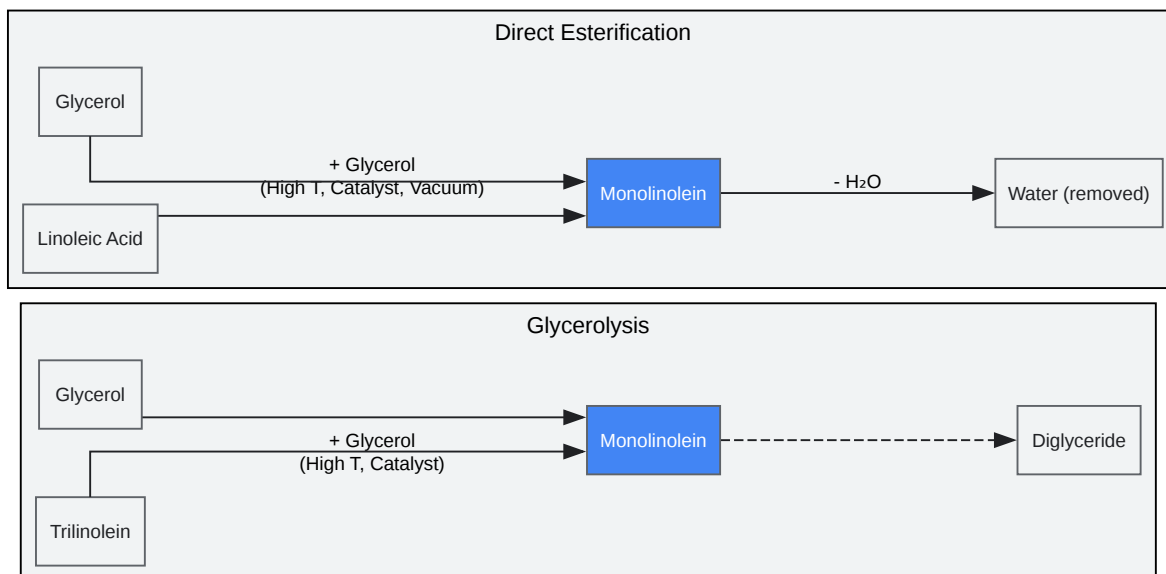 Direct Esterification
Glycerol
+ Glycerol
(High T, Catalyst, Vacuum)
Monolinolein
- H₂O
Water (removed)
Linoleic Acid
Glycerolysis
Glycerol
+ Glycerol
(High T, Catalyst)
Monolinolein
Diglyceride
Trilinolein